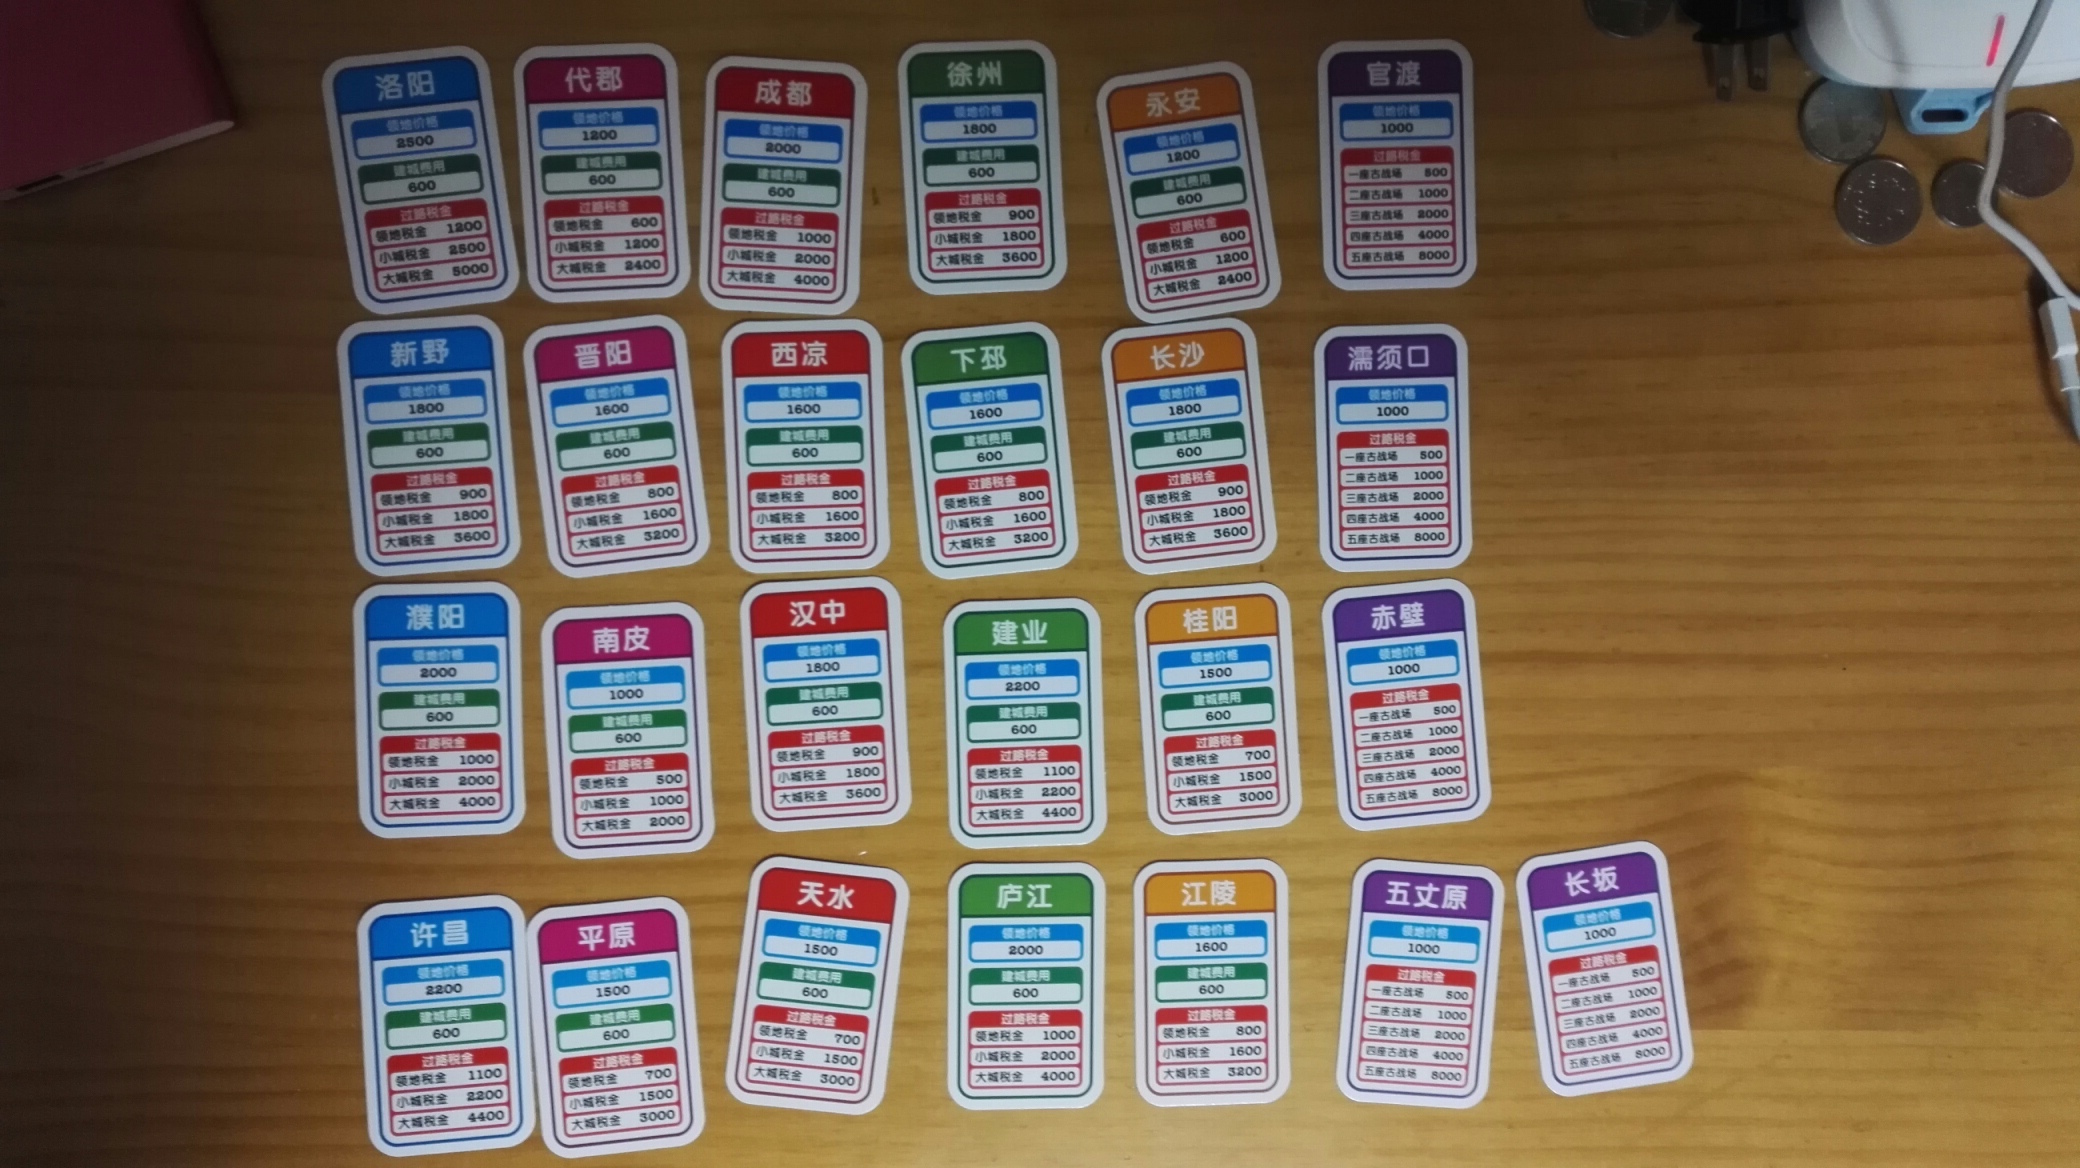 洛阳
领地价格
2500
建城费用
600
过路税金
领地税金 1200
小城税金 2500
大城税金 5000
代郡
领地价格
1200
建城费用
600
过路税金
领地税金 600
小城税金 1200
大城税金 2400
成都
领地价格
2000
建城费用
600
过路税金
领地税金 1000
小城税金 2000
大城税金 4000
徐州
领地价格
1800
建城费用
600
过路税金
领地税金 900
小城税金 1800
大城税金 3600
永安
领地价格
1200
建城费用
600
过路税金
领地税金 600
小城税金 1200
大城税金 2400
官渡
领地价格
1000
过路税金
一座古战场 500
二座古战场 1000
三座古战场 2000
四座古战场 4000
五座古战场 8000
新野
领地价格
1800
建城费用
600
过路税金
领地税金 900
小城税金 1800
大城税金 3600
晋阳
领地价格
1600
建城费用
600
过路税金
领地税金 800
小城税金 1600
大城税金 3200
西凉
领地价格
1600
建城费用
600
过路税金
领地税金 800
小城税金 1600
大城税金 3200
下邳
领地价格
1600
建城费用
600
过路税金
领地税金 800
小城税金 1600
大城税金 3200
长沙
领地价格
1800
建城费用
600
过路税金
领地税金 900
小城税金 1800
大城税金 3600
濡须口
领地价格
1000
过路税金
一座古战场 500
二座古战场 1000
三座古战场 2000
四座古战场 4000
五座古战场 8000
濮阳
领地价格
2000
建城费用
600
过路税金
领地税金 1000
小城税金 2000
大城税金 4000
南皮
领地价格
1000
建城费用
600
过路税金
领地税金 500
小城税金 1000
大城税金 2000
汉中
领地价格
1800
建城费用
600
过路税金
领地税金 900
小城税金 1800
大城税金 3600
建业
领地价格
2200
建城费用
600
过路税金
领地税金 1100
小城税金 2200
大城税金 4400
桂阳
领地价格
1500
建城费用
600
过路税金
领地税金 700
小城税金 1500
大城税金 3000
赤壁
领地价格
1000
过路税金
一座古战场 500
二座古战场 1000
三座古战场 2000
四座古战场 4000
五座古战场 8000
许昌
领地价格
2200
建城费用
600
过路税金
领地税金 1100
小城税金 2200
大城税金 4400
平原
领地价格
1500
建城费用
600
过路税金
领地税金 700
小城税金 1500
大城税金 3000
天水
领地价格
1500
建城费用
600
过路税金
领地税金 700
小城税金 1500
大城税金 3000
庐江
领地价格
2000
建城费用
600
过路税金
领地税金 1000
小城税金 2000
大城税金 4000
江陵
领地价格
1600
建城费用
600
过路税金
领地税金 800
小城税金 1600
大城税金 3200
五丈原
领地价格
1000
过路税金
一座古战场 500
二座古战场 1000
三座古战场 2000
四座古战场 4000
五座古战场 8000
长坂
领地价格
1000
过路税金
一座古战场 500
二座古战场 1000
三座古战场 2000
四座古战场 4000
五座古战场 8000